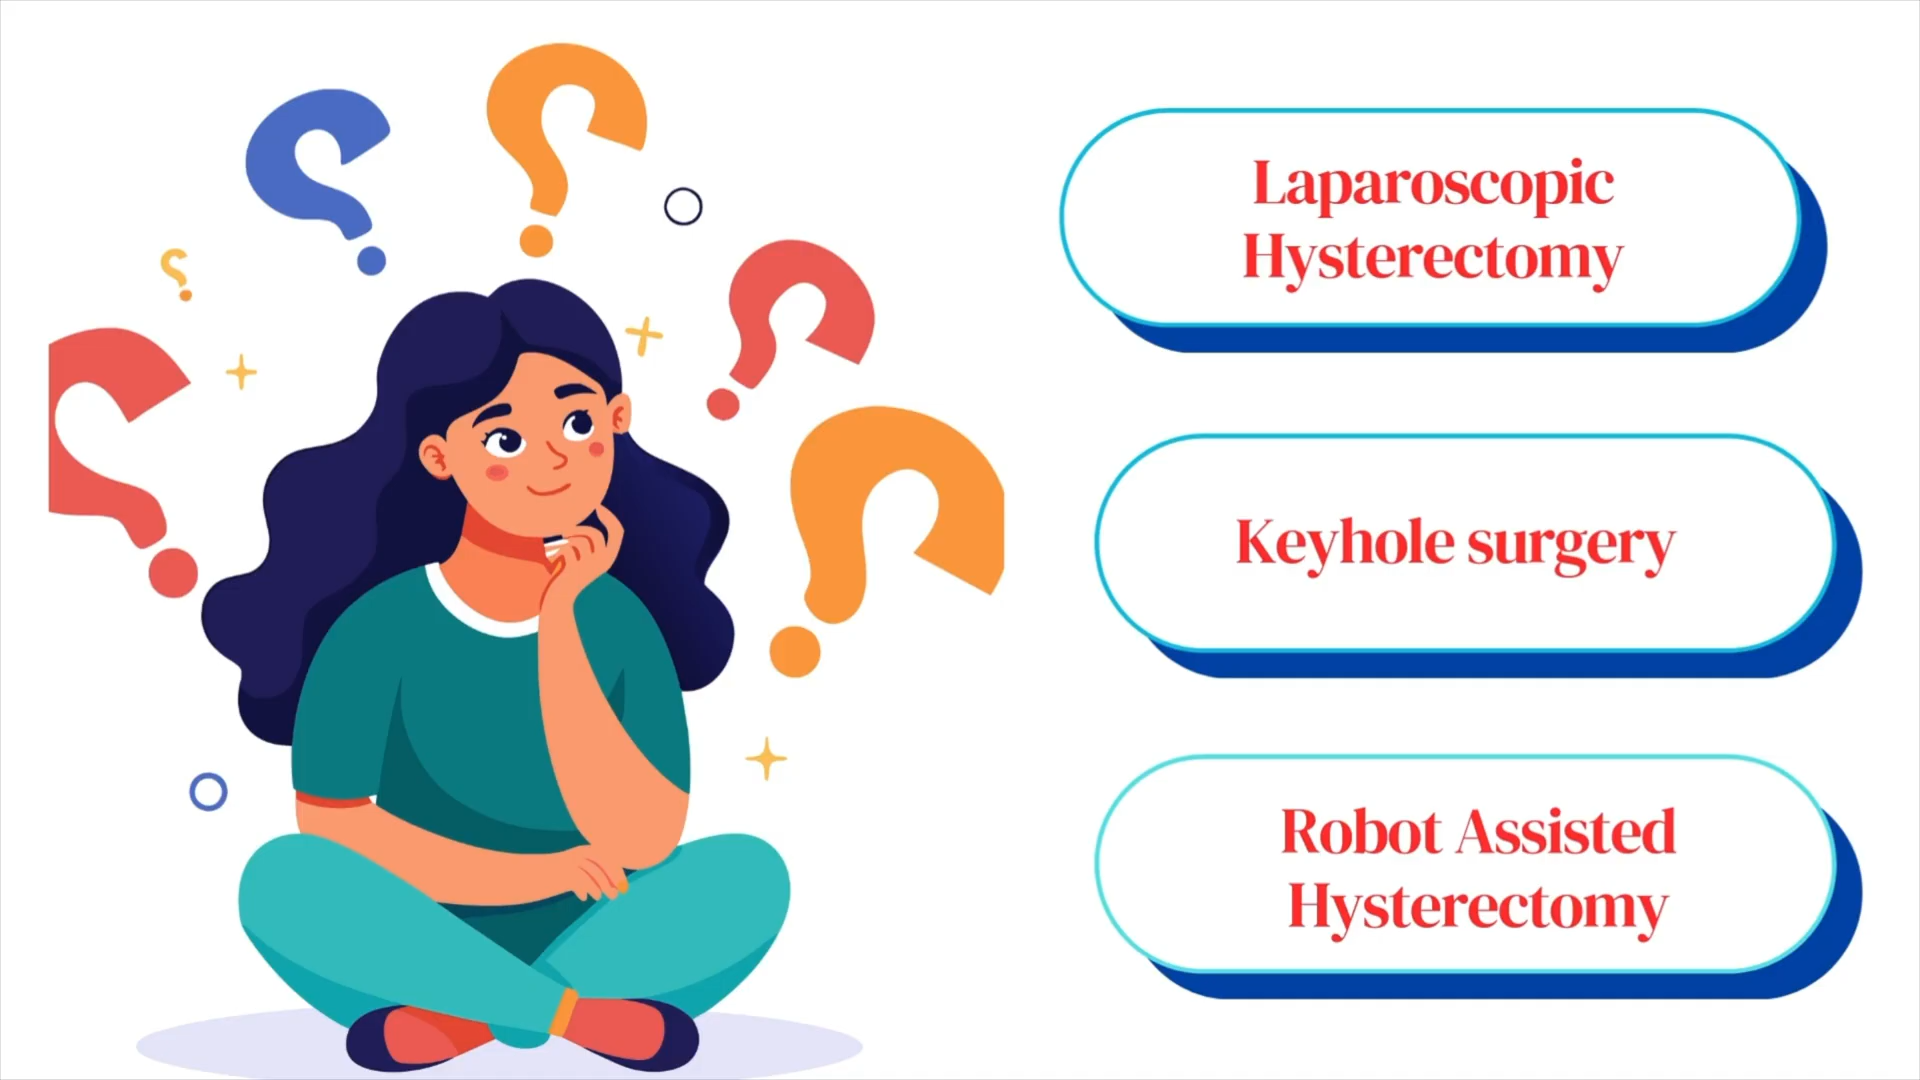 Laparoscopic
Hysterectomy
Keyhole surgery
Robot Assisted
Hysterectomy